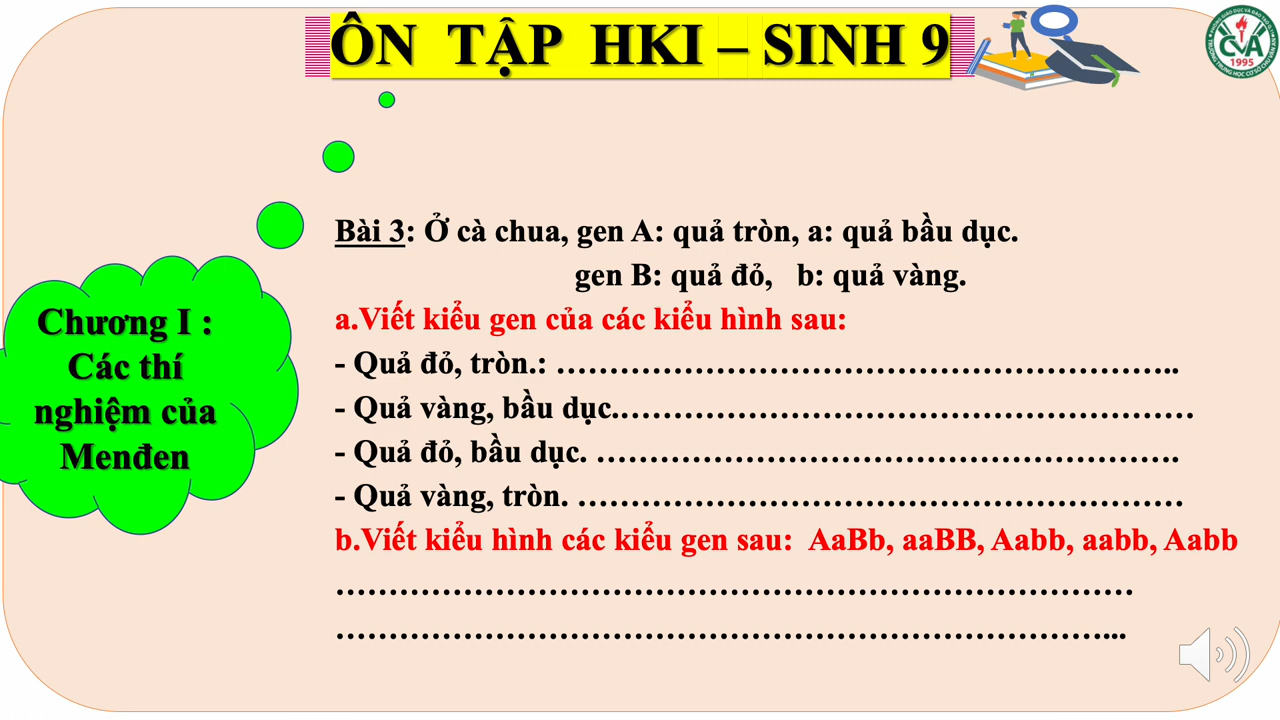 ÔN TẬP HKI – SINH 9
CVA
1995
Chương I :
Các thí
nghiệm của
Menđen
Bài 3: Ở cà chua, gen A: quả tròn, a: quả bầu dục.
gen B: quả đỏ, b: quả vàng.
a.Viết kiểu gen của các kiểu hình sau:
- Quả đỏ, tròn.: ………………………………………………….
- Quả vàng, bầu dục.………………………………………………
- Quả đỏ, bầu dục. ……………………………………………….
- Quả vàng, tròn. …………………………………………………
b.Viết kiểu hình các kiểu gen sau: AaBb, aaBB, Aabb, aabb, Aabb
…………………………………………………………………
………………………………………………………………...